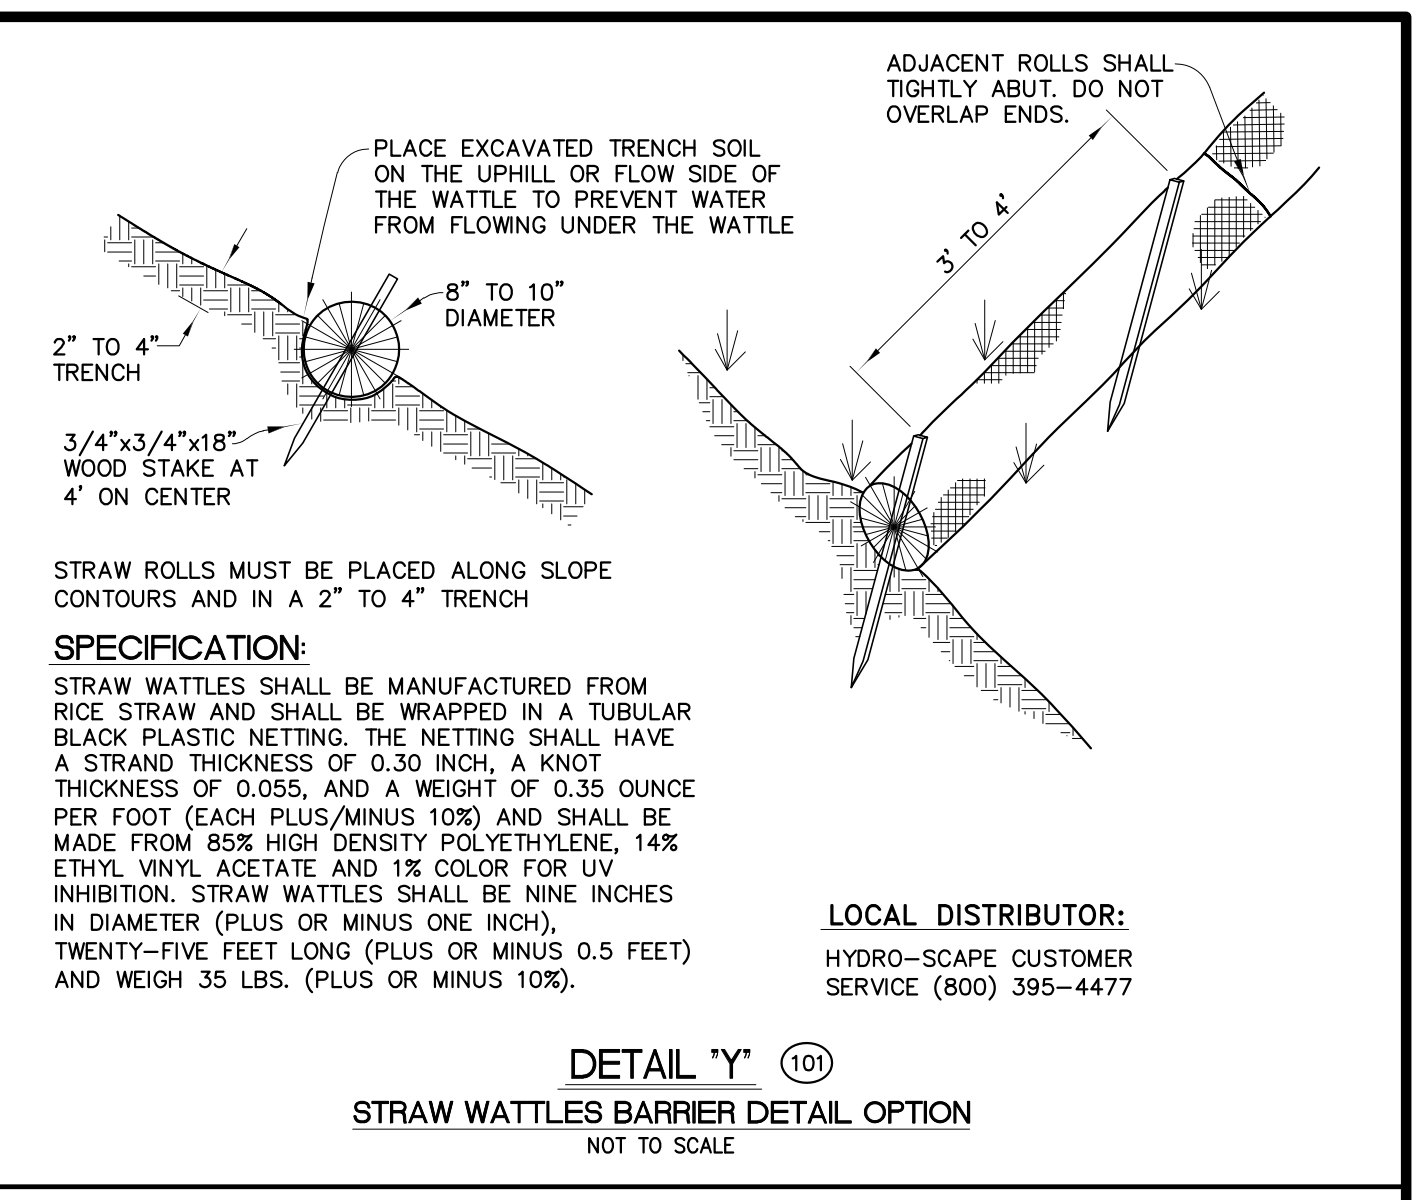 ADJACENT ROLLS SHALL
TIGHTLY ABUT. DO NOT
OVERLAP ENDS.
PLACE EXCAVATED TRENCH SOIL
ON THE UPHILL OR FLOW SIDE OF
THE WATTLE TO PREVENT WATER
FROM FLOWING UNDER THE WATTLE
3' TO 4'
8" TO 10"
DIAMETER
2" TO 4"
TRENCH
3/4"x3/4"x18"
WOOD STAKE AT
4' ON CENTER
STRAW ROLLS MUST BE PLACED ALONG SLOPE
CONTOURS AND IN A 2" TO 4" TRENCH
SPECIFICATION:
STRAW WATTLES SHALL BE MANUFACTURED FROM
RICE STRAW AND SHALL BE WRAPPED IN A TUBULAR
BLACK PLASTIC NETTING. THE NETTING SHALL HAVE
A STRAND THICKNESS OF 0.30 INCH, A KNOT
THICKNESS OF 0.055, AND A WEIGHT OF 0.35 OUNCE
PER FOOT (EACH PLUS/MINUS 10%) AND SHALL BE
MADE FROM 85% HIGH DENSITY POLYETHYLENE, 14%
ETHYL VINYL ACETATE AND 1% COLOR FOR UV
INHIBITION. STRAW WATTLES SHALL BE NINE INCHES
IN DIAMETER (PLUS OR MINUS ONE INCH),
TWENTY-FIVE FEET LONG (PLUS OR MINUS 0.5 FEET)
AND WEIGH 35 LBS. (PLUS OR MINUS 10%).
LOCAL DISTRIBUTOR:
HYDRO-SCAPE CUSTOMER
SERVICE (800) 395-4477
DETAIL "Y" 101
STRAW WATTLES BARRIER DETAIL OPTION
NOT TO SCALE